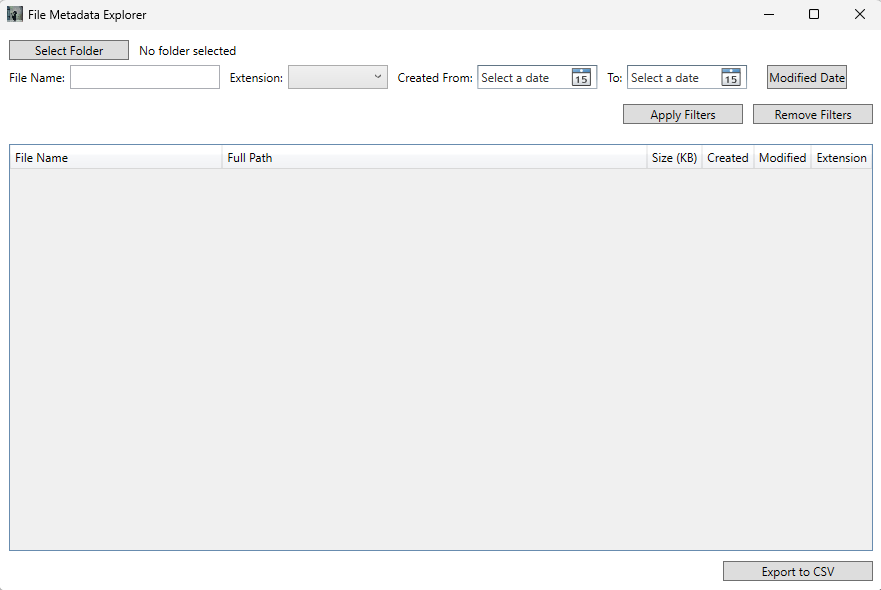 File Metadata Explorer
Select Folder No folder selected
File Name: Extension: Created From: Select a date 15 To: Select a date 15 Modified Date
Apply Filters Remove Filters
File Name Full Path Size (KB) Created Modified Extension
Export to CSV